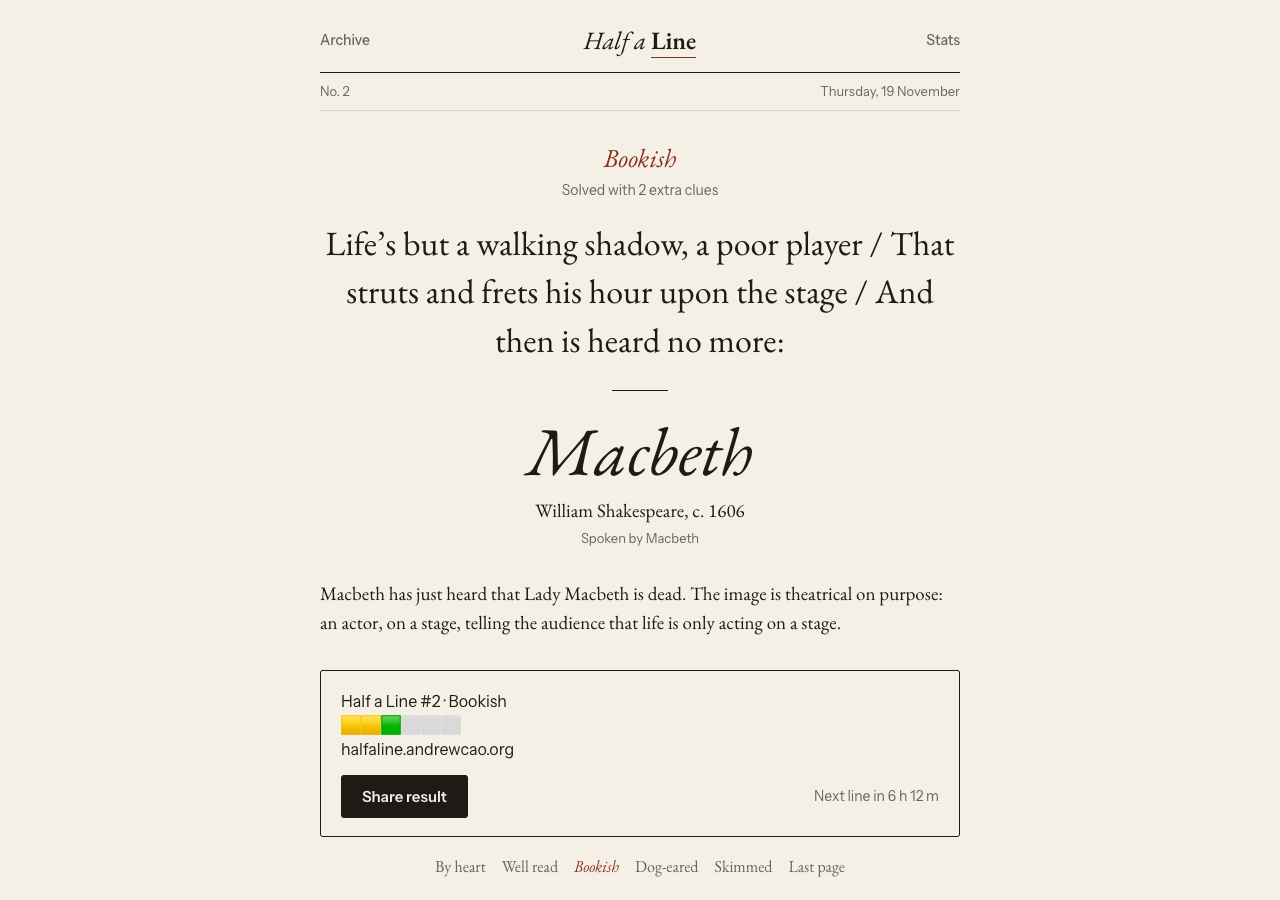 Archive
Half a Line
Stats
No. 2
Thursday, 19 November
Bookish
Solved with 2 extra clues
Life’s but a walking shadow, a poor player / That
struts and frets his hour upon the stage / And
then is heard no more:
Macbeth
William Shakespeare, c. 1606
Spoken by Macbeth
Macbeth has just heard that Lady Macbeth is dead. The image is theatrical on purpose:
an actor, on a stage, telling the audience that life is only acting on a stage.
Half a Line #2 · Bookish
halfaline.andrewcao.org
Share result
Next line in 6 h 12 m
By heart Well read Bookish Dog-eared Skimmed Last page